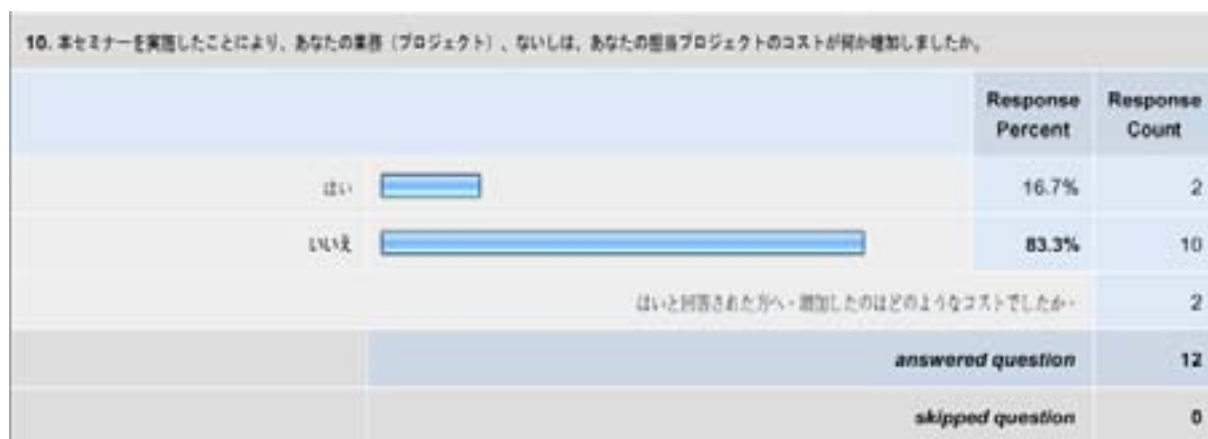 10. 本セミナーを実施したことにより、あなたの業務（プロジェクト）、ないしは、あなたの担当プロジェクトのコストが何か増加しましたか。
Response Percent
Response Count
はい 16.7% 2
いいえ 83.3% 10
はいと回答された方へ・増加したのはどのようなコストでしたか・ 2
answered question 12
skipped question 0